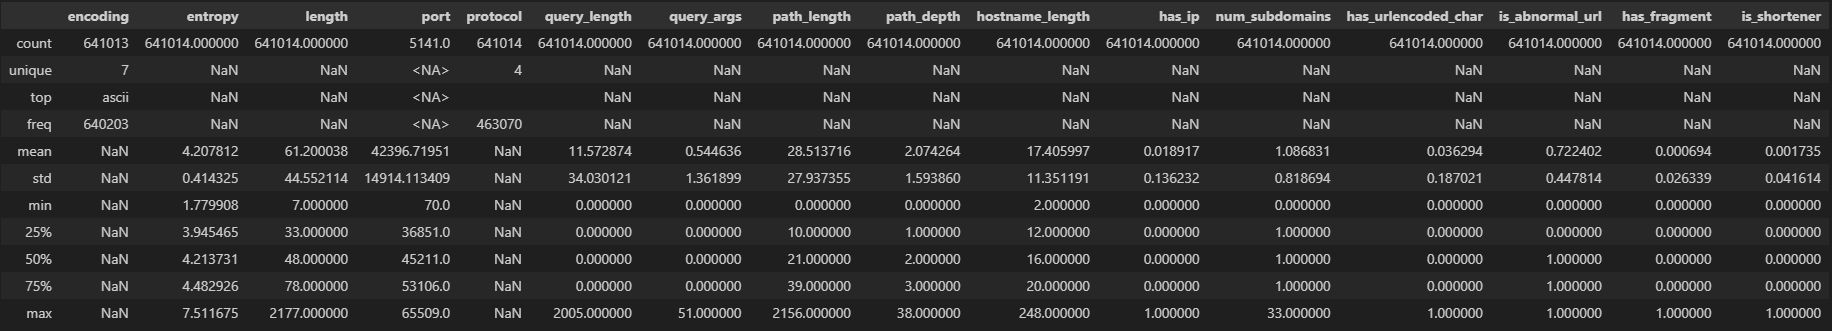 encoding entropy length port protocol query_length query_args path_length path_depth hostname_length has_ip num_subdomains has_urlencoded_char is_abnormal_url has_fragment is_shortener
count 641013 641014.000000 641014.000000 5141.0 641014 641014.000000 641014.000000 641014.000000 641014.000000 641014.000000 641014.000000 641014.000000 641014.000000 641014.000000 641014.000000 641014.000000
unique 7 NaN NaN <NA> 4 NaN NaN NaN NaN NaN NaN NaN NaN NaN NaN NaN
top ascii NaN NaN <NA> NaN NaN NaN NaN NaN NaN NaN NaN NaN NaN NaN
freq 640203 NaN NaN <NA> 463070 NaN NaN NaN NaN NaN NaN NaN NaN NaN NaN NaN
mean NaN 4.207812 61.200038 42396.71951 NaN 11.572874 0.544636 28.513716 2.074264 17.405997 0.018917 1.086831 0.036294 0.722402 0.000694 0.001735
std NaN 0.414325 44.552114 14914.113409 NaN 34.030121 1.361899 27.937355 1.593860 11.351191 0.136232 0.818694 0.187021 0.447814 0.026339 0.041614
min NaN 1.779908 7.000000 70.0 NaN 0.000000 0.000000 0.000000 0.000000 2.000000 0.000000 0.000000 0.000000 0.000000 0.000000 0.000000
25% NaN 3.945465 33.000000 36851.0 NaN 0.000000 0.000000 10.000000 1.000000 12.000000 0.000000 1.000000 0.000000 0.000000 0.000000 0.000000
50% NaN 4.213731 48.000000 45211.0 NaN 0.000000 0.000000 21.000000 2.000000 16.000000 0.000000 1.000000 0.000000 1.000000 0.000000 0.000000
75% NaN 4.482926 78.000000 53106.0 NaN 0.000000 0.000000 39.000000 3.000000 20.000000 0.000000 1.000000 0.000000 1.000000 0.000000 0.000000
max NaN 7.511675 2177.000000 65509.0 NaN 2005.000000 51.000000 2156.000000 38.000000 248.000000 1.000000 33.000000 1.000000 1.000000 1.000000 1.000000